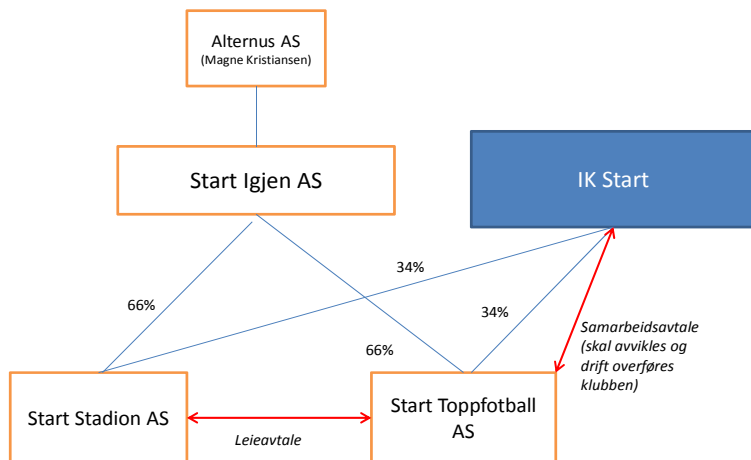 Alternus AS
(Magne Kristiansen)
Start Igjen AS
IK Start
34%
66%
34%
66%
Samarbeidsavtale
(skal avvikles og
drift overføres
klubben)
Start Stadion AS
Leieavtale
Start Toppfotball
AS